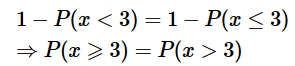 1 − P(x < 3) = 1 − P(x ≤ 3)
⇒ P(x ⩾ 3) = P(x > 3)